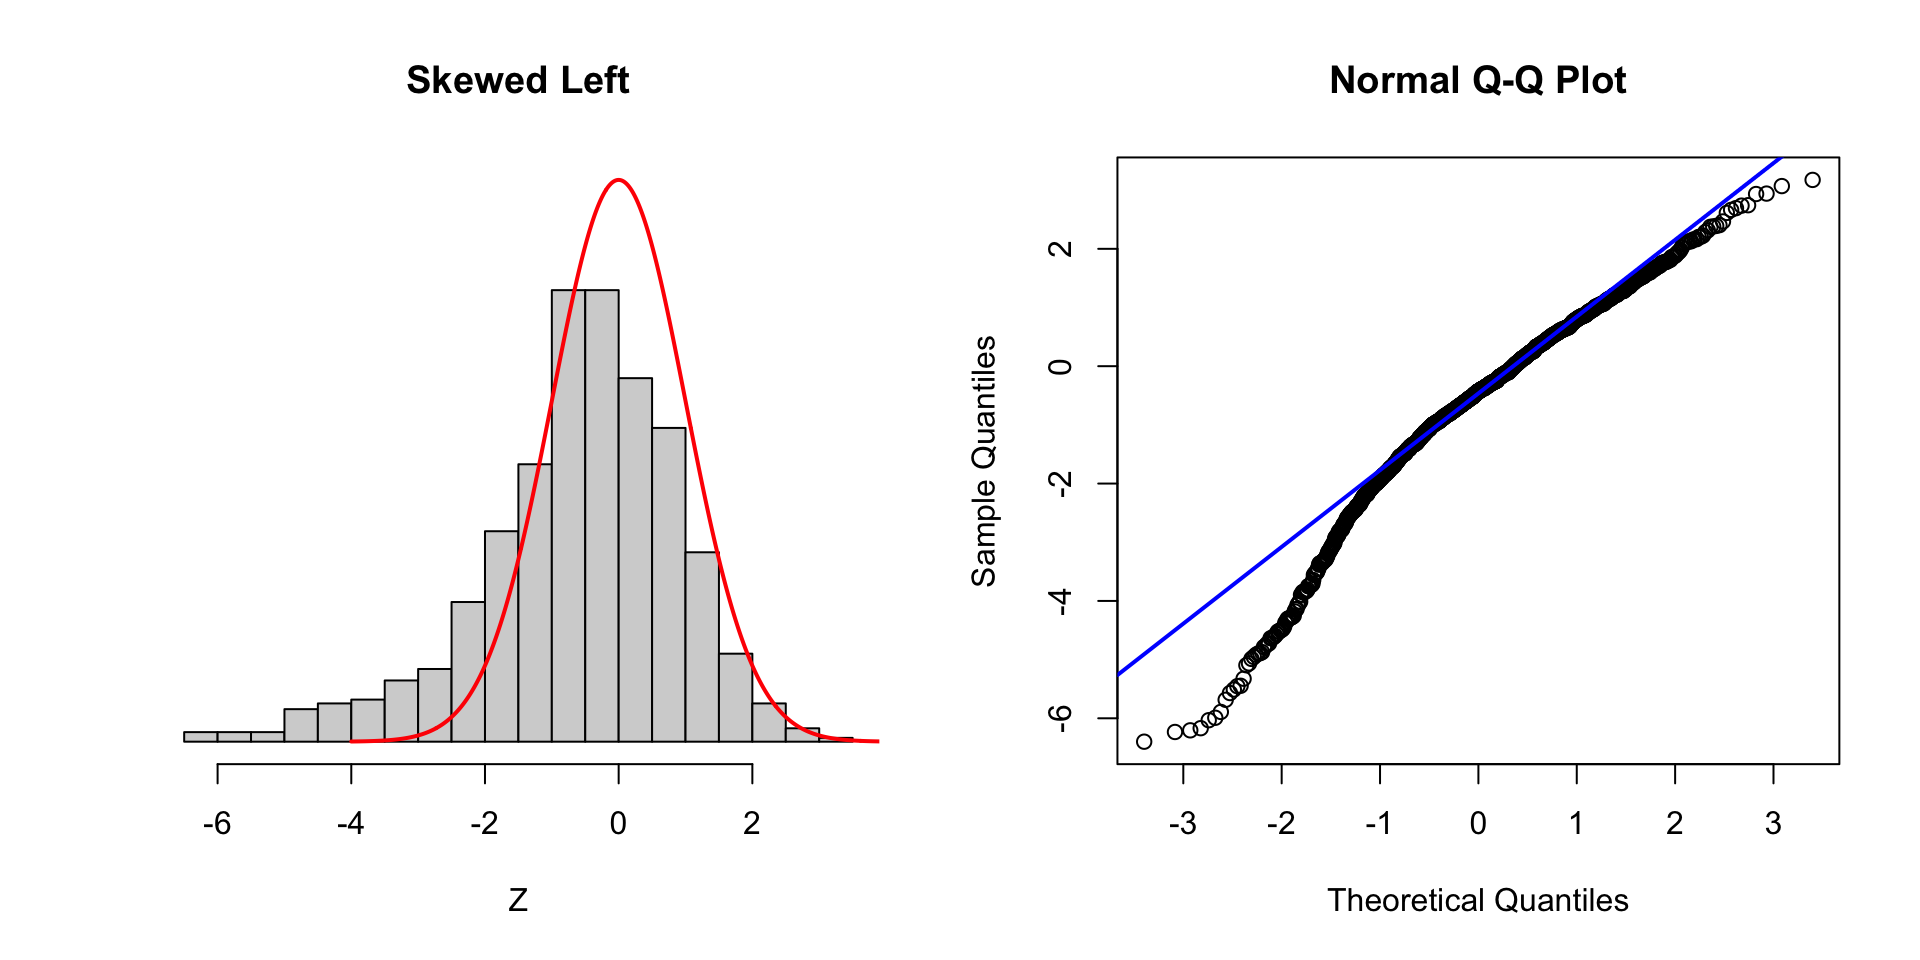 Skewed Left
-6 -4 -2 0 2
Z
Normal Q-Q Plot
Sample Quantiles
2
0
-2
-4
-6
-3 -2 -1 0 1 2 3
Theoretical Quantiles